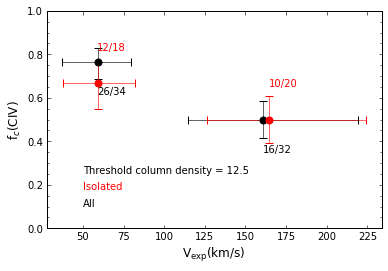 1.0
0.8
0.6
0.4
0.2
0.0
f_c(CIV)
12/18
26/34
10/20
16/32
Threshold column density = 12.5
Isolated
All
50 75 100 125 150 175 200 225
V_exp(km/s)